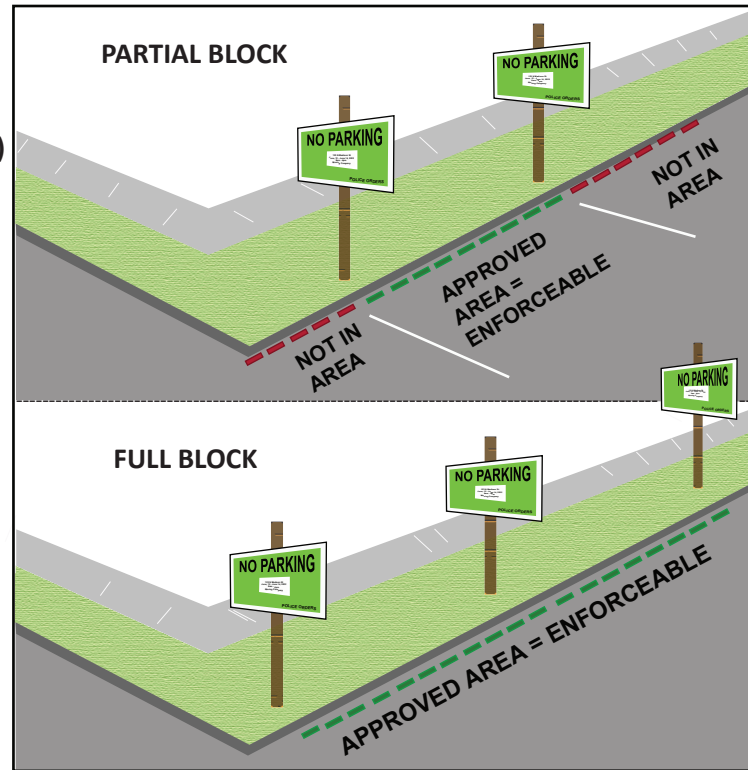 )
PARTIAL BLOCK
NO PARKING
POLICE ORDERS
NO PARKING
POLICE ORDERS
NOT IN
AREA
APPROVED
AREA =
ENFORCEABLE
NOT IN
AREA
FULL BLOCK
NO PARKING
POLICE ORDERS
NO PARKING
POLICE ORDERS
NO PARKING
POLICE ORDERS
APPROVED AREA = ENFORCEABLE